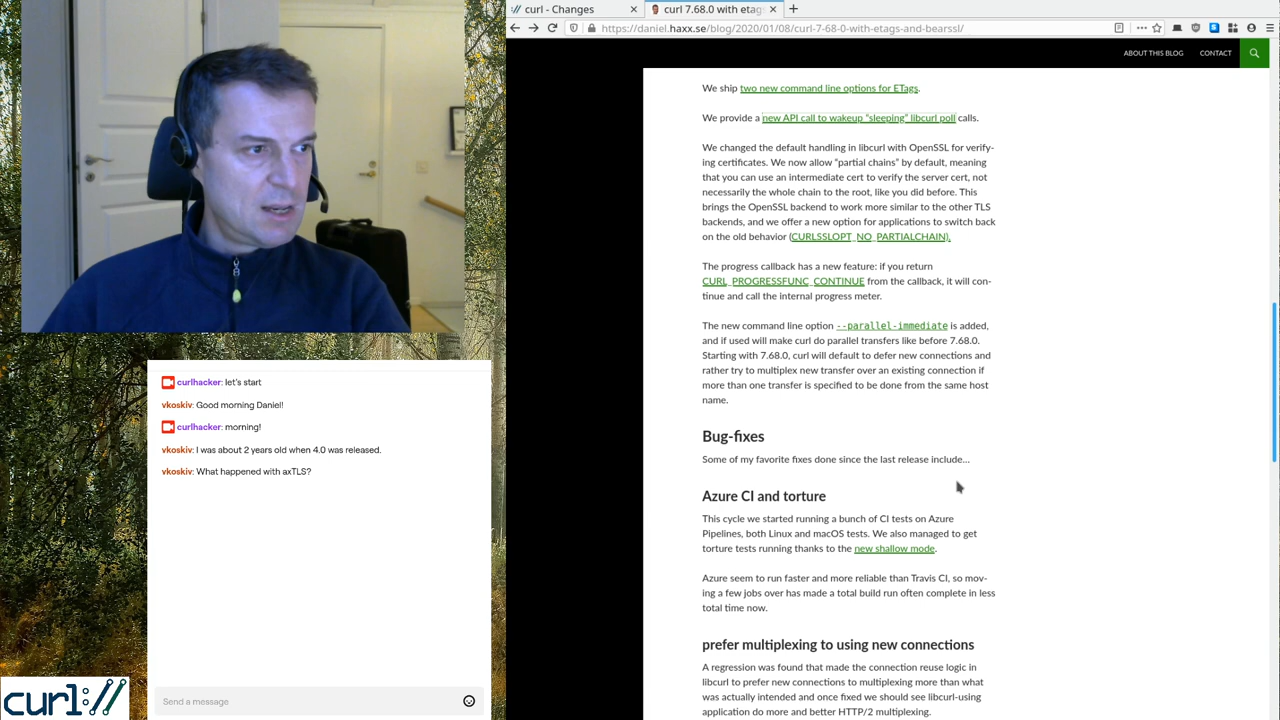 curl - Changes
curl 7.68.0 with etag
https://daniel.haxx.se/blog/2020/01/08/curl-7-68-0-with-etags-and-bearssl/
ABOUT THIS BLOG
CONTACT
We ship two new command line options for ETags.
We provide a new API call to wakeup “sleeping” libcurl poll calls.
We changed the default handling in libcurl with OpenSSL for verify-
ing certificates. We now allow “partial chains” by default, meaning
that you can use an intermediate cert to verify the server cert, not
necessarily the whole chain to the root, like you did before. This
brings the OpenSSL backend to work more similar to the other TLS
backends, and we offer a new option for applications to switch back
on the old behavior (CURLSSLOPT_NO_PARTIALCHAIN).
The progress callback has a new feature: if you return
CURL_PROGRESSFUNC_CONTINUE from the callback, it will con-
tinue and call the internal progress meter.
The new command line option --parallel-immediate is added,
and if used will make curl do parallel transfers like before 7.68.0.
Starting with 7.68.0, curl will default to defer new connections and
rather try to multiplex new transfer over an existing connection if
more than one transfer is specified to be done from the same host
name.
Bug-fixes
Some of my favorite fixes done since the last release include…
Azure CI and torture
This cycle we started running a bunch of CI tests on Azure
Pipelines, both Linux and macOS tests. We also managed to get
torture tests running thanks to the new shallow mode.
Azure seem to run faster and more reliable than Travis CI, so mov-
ing a few jobs over has made a total build run often complete in less
total time now.
prefer multiplexing to using new connections
A regression was found that made the connection reuse logic in
libcurl to prefer new connections to multiplexing more than what
was actually intended and once fixed we should see libcurl-using
application do more and better HTTP/2 multiplexing.
curlhacker: let's start
vkoskiv: Good morning Daniel!
curlhacker: morning!
vkoskiv: I was about 2 years old when 4.0 was released.
vkoskiv: What happened with axTLS?
Send a message
curl://